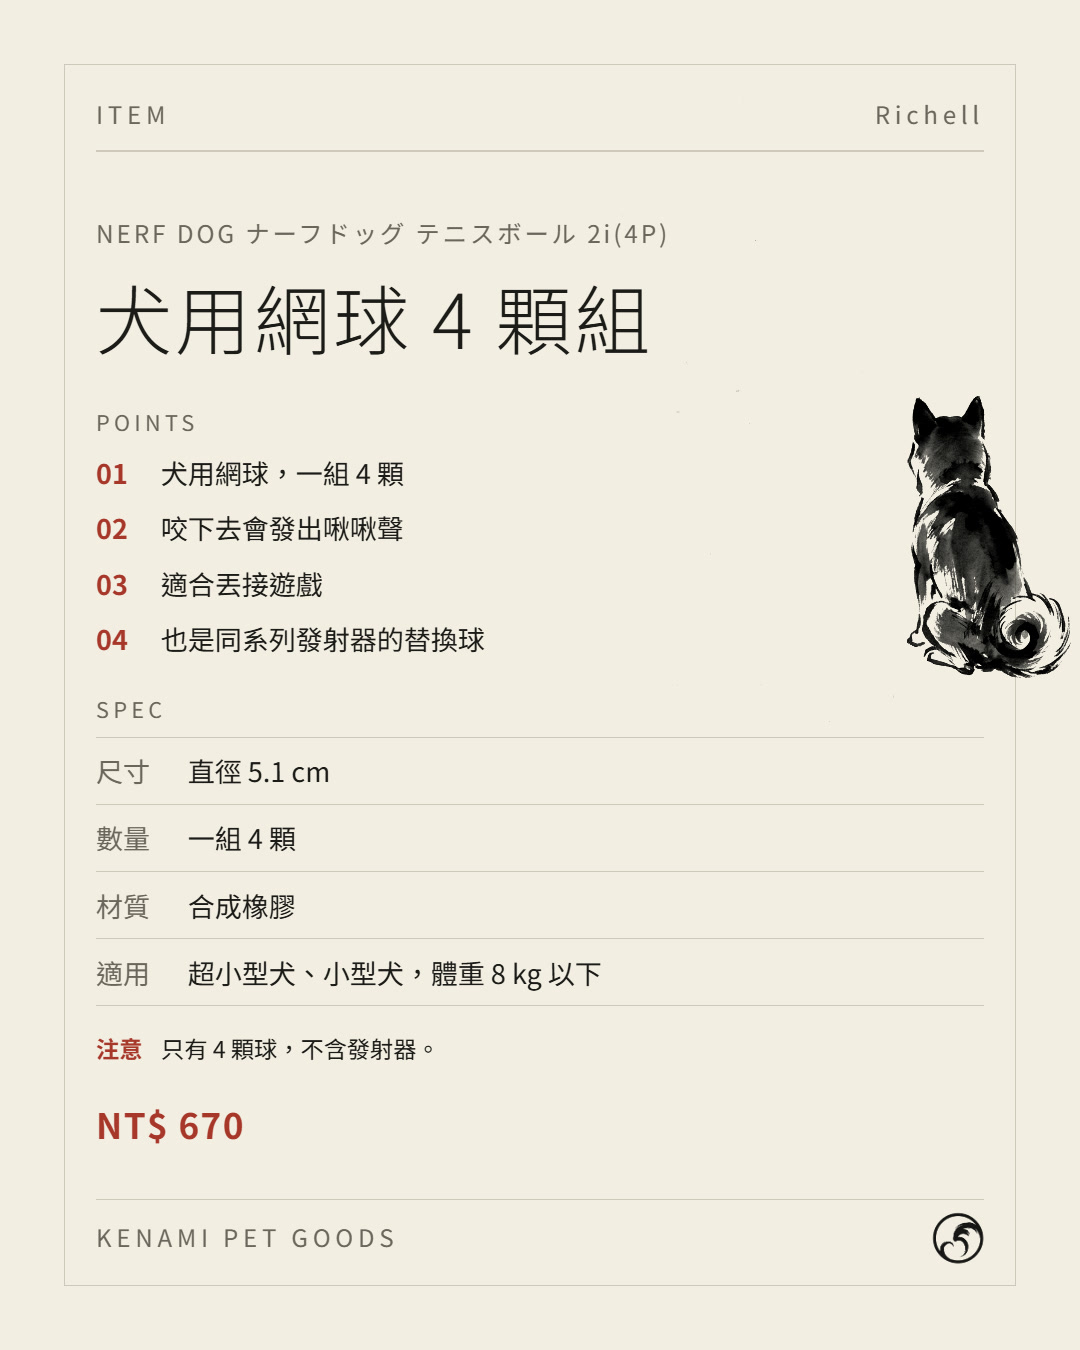 ITEM
Richell
NERF DOG ナーフドッグ テニスボール 2i(4P)
犬用網球 4 顆組
POINTS
01 犬用網球，一組 4 顆
02 咬下去會發出啾啾聲
03 適合丟接遊戲
04 也是同系列發射器的替換球
SPEC
尺寸 直徑 5.1 cm
數量 一組 4 顆
材質 合成橡膠
適用 超小型犬、小型犬，體重 8 kg 以下
注意 只有 4 顆球，不含發射器。
NT$ 670
KENAMI PET GOODS